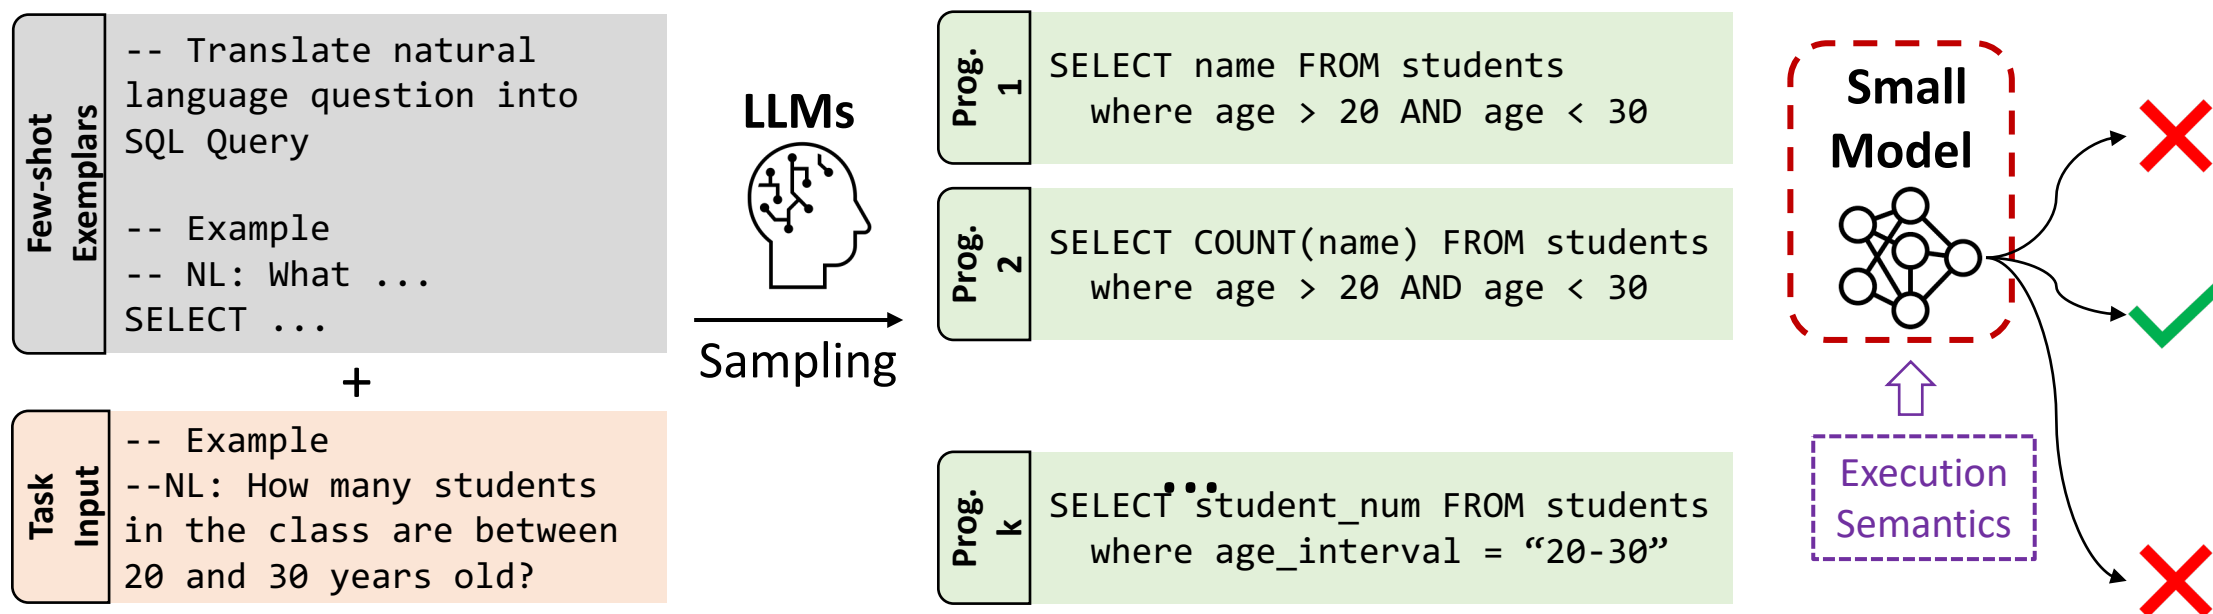 Few-shot
Exemplars
-- Translate natural
language question into
SQL Query
-- Example
-- NL: What ...
SELECT ...
+
Task
Input
-- Example
--NL: How many students
in the class are between
20 and 30 years old?
LLMs
Sampling
Prog.
1
SELECT name FROM students
where age > 20 AND age < 30
Prog.
2
SELECT COUNT(name) FROM students
where age > 20 AND age < 30
...
Prog.
k
SELECT student_num FROM students
where age_interval = “20-30”
Small
Model
Execution
Semantics